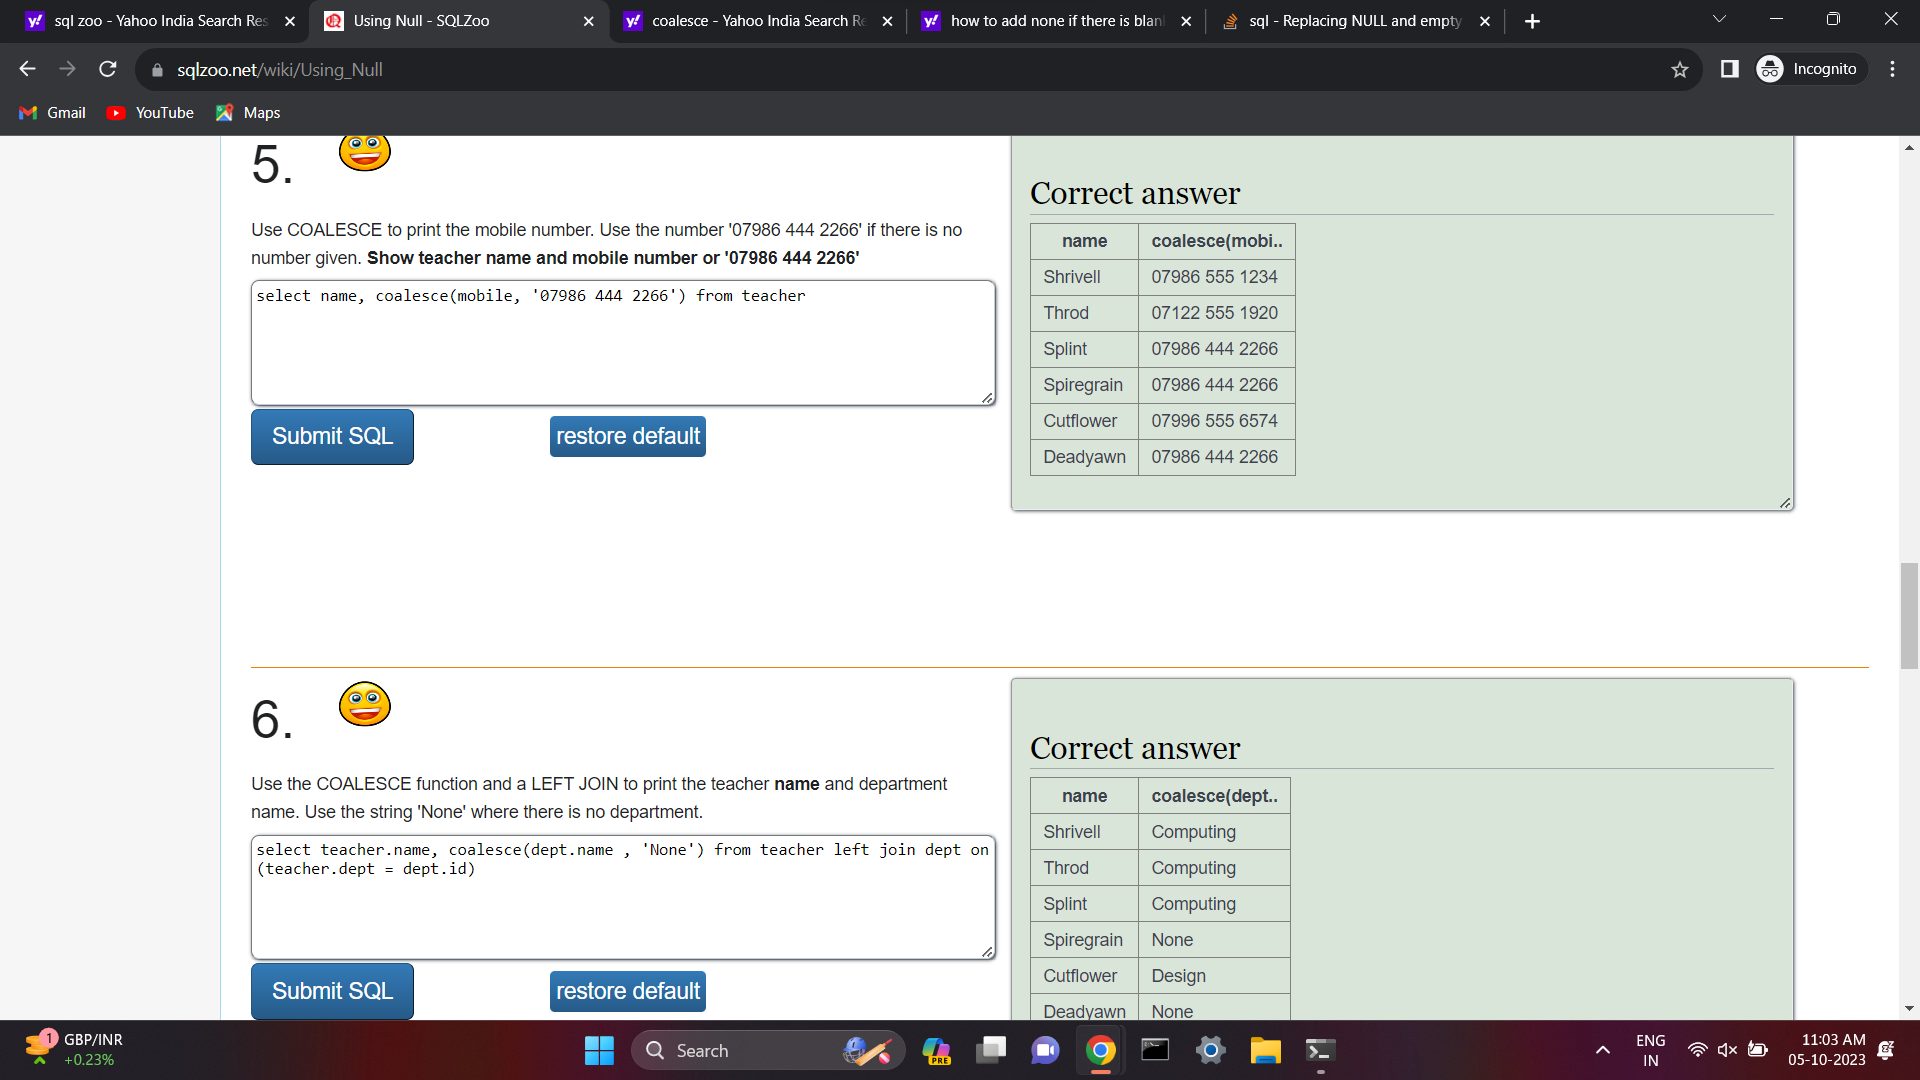 sql zoo - Yahoo India Search Res
Using Null - SQLZoo
coalesce - Yahoo India Search Re
how to add none if there is blan
sql - Replacing NULL and empty
sqlzoo.net/wiki/Using_Null
Incognito
Gmail
YouTube
Maps
5.
Use COALESCE to print the mobile number. Use the number '07986 444 2266' if there is no
number given. Show teacher name and mobile number or '07986 444 2266'
select name, coalesce(mobile, '07986 444 2266') from teacher
Submit SQL
restore default
Correct answer
name coalesce(mobi..
Shrivell 07986 555 1234
Throd 07122 555 1920
Splint 07986 444 2266
Spiregrain 07986 444 2266
Cutflower 07996 555 6574
Deadyawn 07986 444 2266
6.
Use the COALESCE function and a LEFT JOIN to print the teacher name and department
name. Use the string 'None' where there is no department.
select teacher.name, coalesce(dept.name , 'None') from teacher left join dept on
(teacher.dept = dept.id)
Submit SQL
restore default
Correct answer
name coalesce(dept..
Shrivell Computing
Throd Computing
Splint Computing
Spiregrain None
Cutflower Design
Deadyawn None
1
GBP/INR
+0.23%
Search
PRE
ENG
IN
11:03 AM
05-10-2023